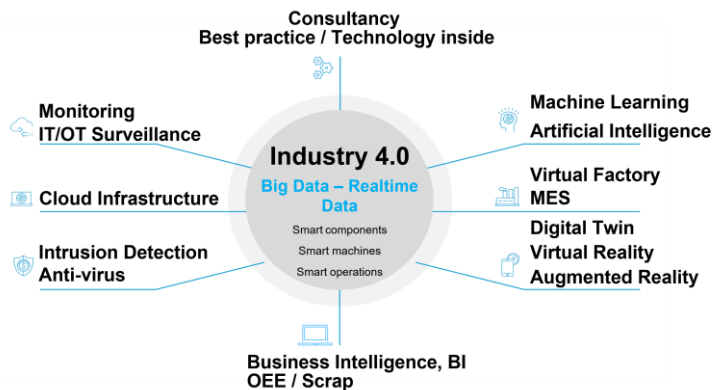 Consultancy
Best practice / Technology inside
Monitoring
IT/OT Surveillance
Machine Learning
Artificial Intelligence
Industry 4.0
Big Data – Realtime
Data
Smart components
Smart machines
Smart operations
Cloud Infrastructure
Virtual Factory
MES
Intrusion Detection
Anti-virus
Digital Twin
Virtual Reality
Augmented Reality
Business Intelligence, BI
OEE / Scrap